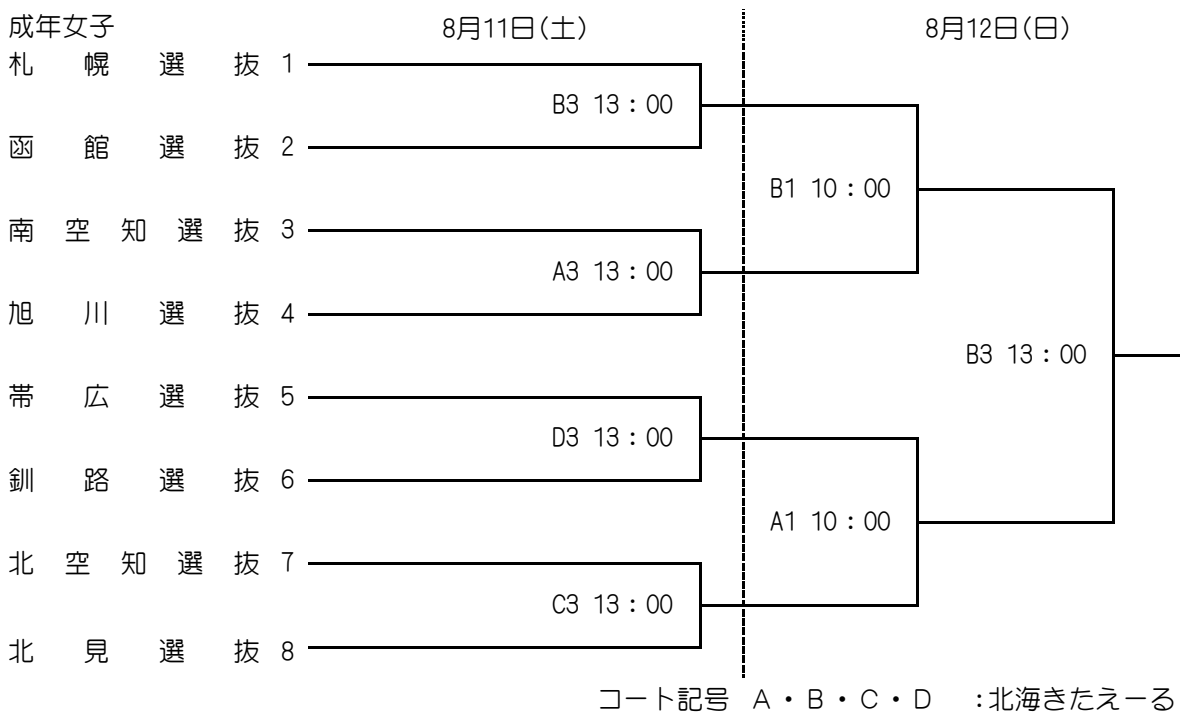 成年女子 8月11日(土) 8月12日(日)
札幌選抜 1
B3 13：00
函館選抜 2
B1 10：00
南空知選抜 3
A3 13：00
旭川選抜 4
B3 13：00
帯広選抜 5
D3 13：00
釧路選抜 6
A1 10：00
北空知選抜 7
C3 13：00
北見選抜 8
コート記号 A・B・C・D ：北海きたえーる